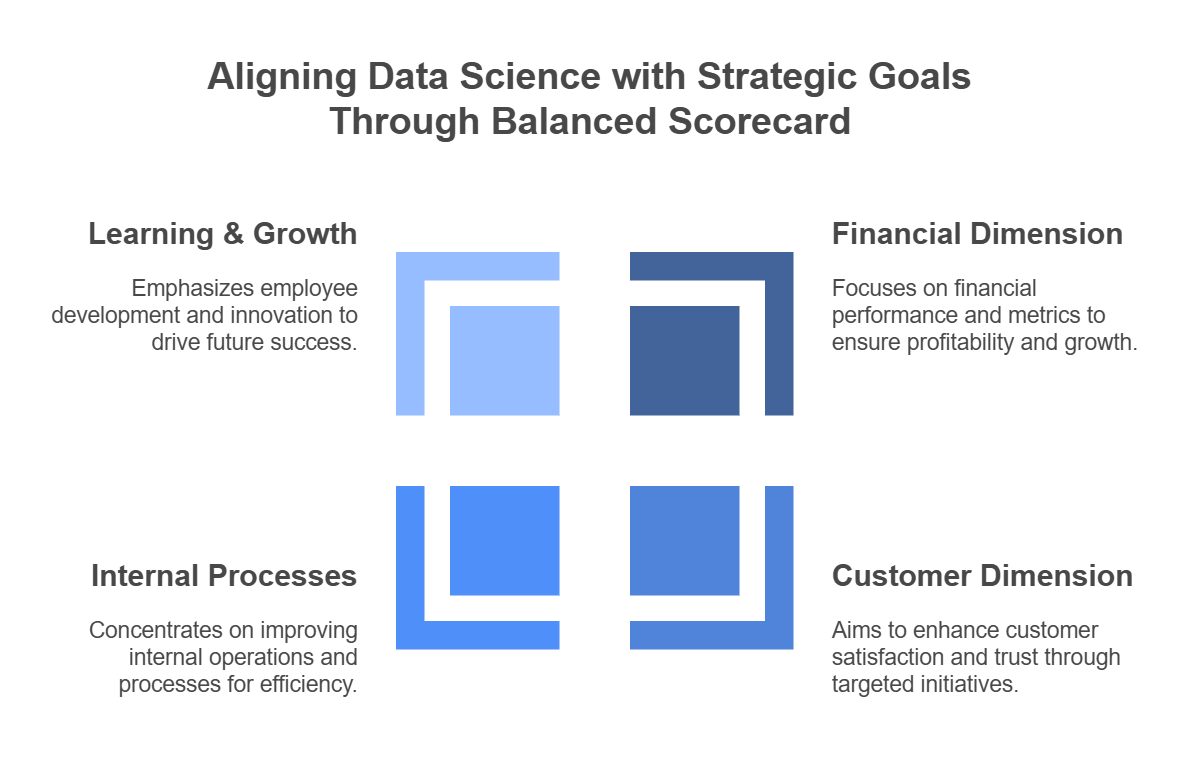 Aligning Data Science with Strategic Goals
Through Balanced Scorecard
Learning & Growth
Emphasizes employee
development and innovation to
drive future success.
Financial Dimension
Focuses on financial
performance and metrics to
ensure profitability and growth.
Internal Processes
Concentrates on improving
internal operations and
processes for efficiency.
Customer Dimension
Aims to enhance customer
satisfaction and trust through
targeted initiatives.